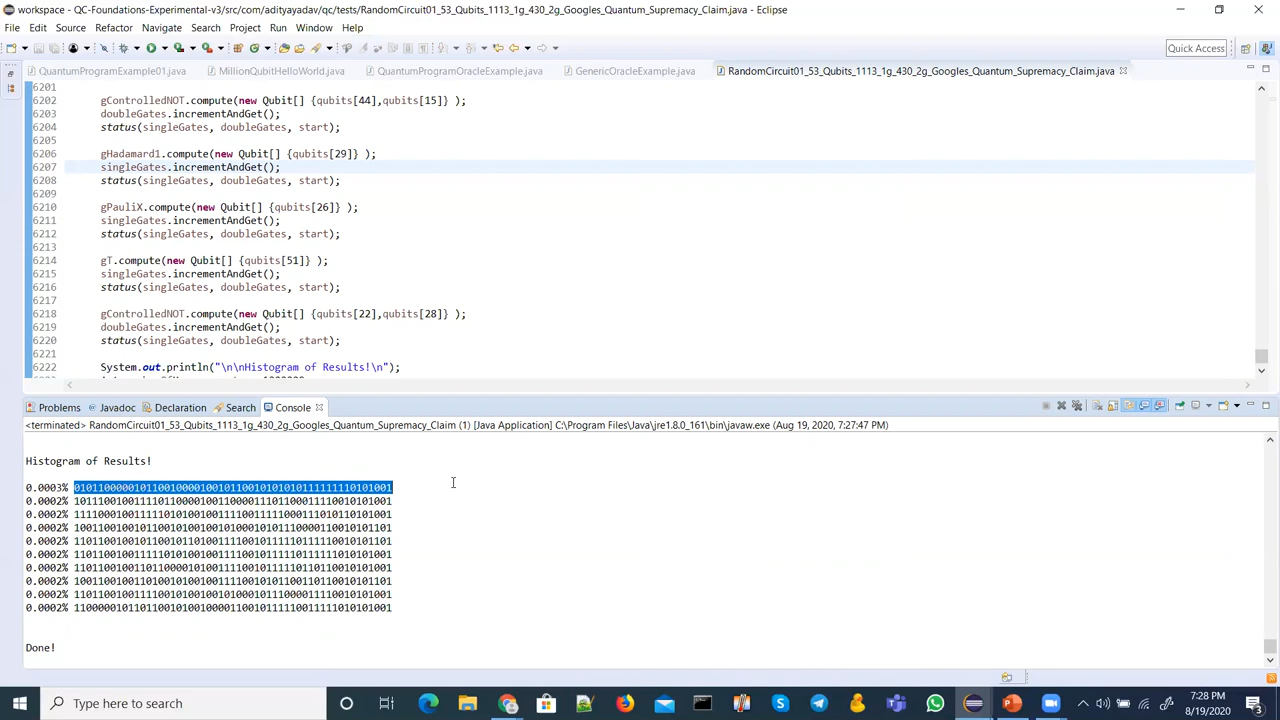 workspace - QC-Foundations-Experimental-v3/src/com/adityayadav/qc/tests/RandomCircuit01_53_Qubits_1113_1g_430_2g_Googles_Quantum_Supremacy_Claim.java - Eclipse
File Edit Source Refactor Navigate Search Project Run Window Help
Quick Access
QuantumProgramExample01.java MillionQubitHelloWorld.java QuantumProgramOracleExample.java GenericOracleExample.java RandomCircuit01_53_Qubits_1113_1g_430_2g_Googles_Quantum_Supremacy_Claim.java
6201
6202 gControlledNOT.compute(new Qubit[] {qubits[44],qubits[15]} );
6203 doubleGates.incrementAndGet();
6204 status(singleGates, doubleGates, start);
6205
6206 gHadamard1.compute(new Qubit[] {qubits[29]} );
6207 singleGates.incrementAndGet();
6208 status(singleGates, doubleGates, start);
6209
6210 gPauliX.compute(new Qubit[] {qubits[26]} );
6211 singleGates.incrementAndGet();
6212 status(singleGates, doubleGates, start);
6213
6214 gT.compute(new Qubit[] {qubits[51]} );
6215 singleGates.incrementAndGet();
6216 status(singleGates, doubleGates, start);
6217
6218 gControlledNOT.compute(new Qubit[] {qubits[22],qubits[28]} );
6219 doubleGates.incrementAndGet();
6220 status(singleGates, doubleGates, start);
6221
6222 System.out.println("\n\nHistogram of Results!\n");
Problems Javadoc Declaration Search Console
<terminated> RandomCircuit01_53_Qubits_1113_1g_430_2g_Googles_Quantum_Supremacy_Claim (1) [Java Application] C:\Program Files\Java\jre1.8.0_161\bin\javaw.exe (Aug 19, 2020, 7:27:47 PM)
Histogram of Results!
0.0003%
0.0002%
0.0002%
0.0002%
0.0002%
0.0002%
0.0002%
0.0002%
0.0002%
0.0002%
Done!
Type here to search
7:28 PM
8/19/2020